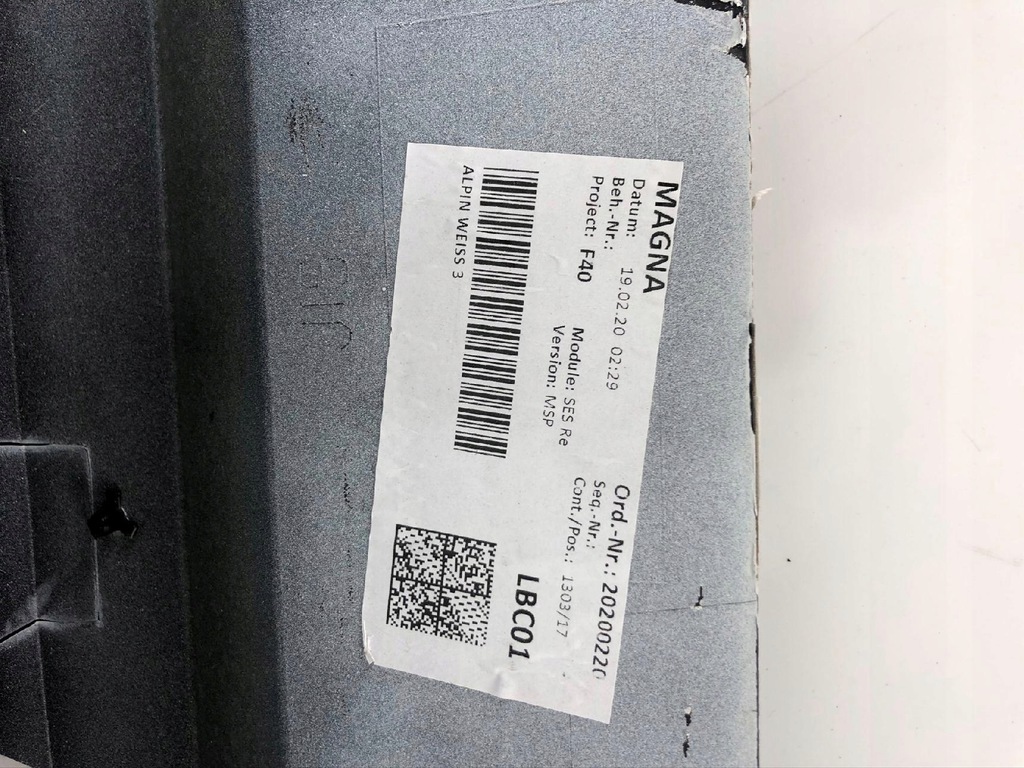 MAGNA
Datum: 19.02.20 02:29
Ord.-Nr.: 20200220
Beh.-Nr.:
Seq.-Nr.:
Project: F40
Module: SES Re
Cont./Pos.: 1303/17
Version: MSP
LBC01
ALPIN WEISS 3